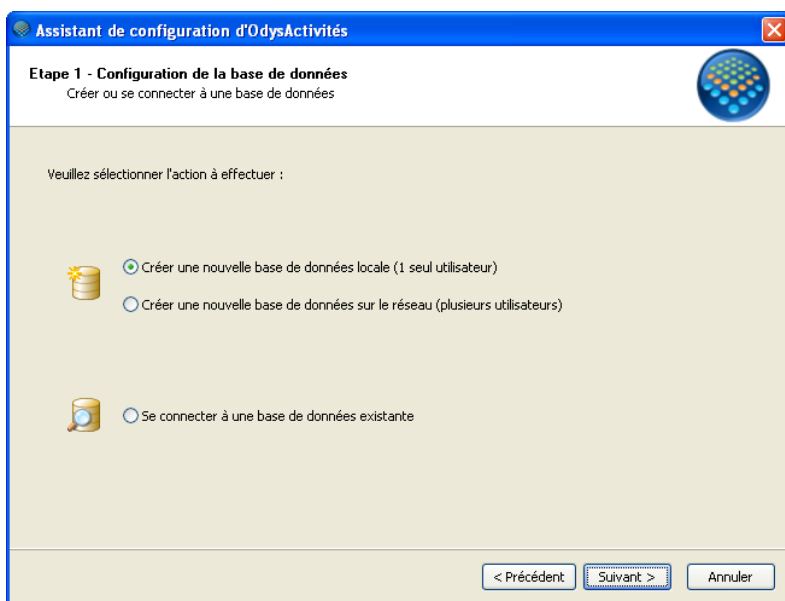 Assistant de configuration d'OdysActivités
Etape 1 - Configuration de la base de données
Créer ou se connecter à une base de données
Veuillez sélectionner l'action à effectuer :
Créer une nouvelle base de données locale (1 seul utilisateur)
Créer une nouvelle base de données sur le réseau (plusieurs utilisateurs)
Se connecter à une base de données existante
< Précédent Suivant > Annuler